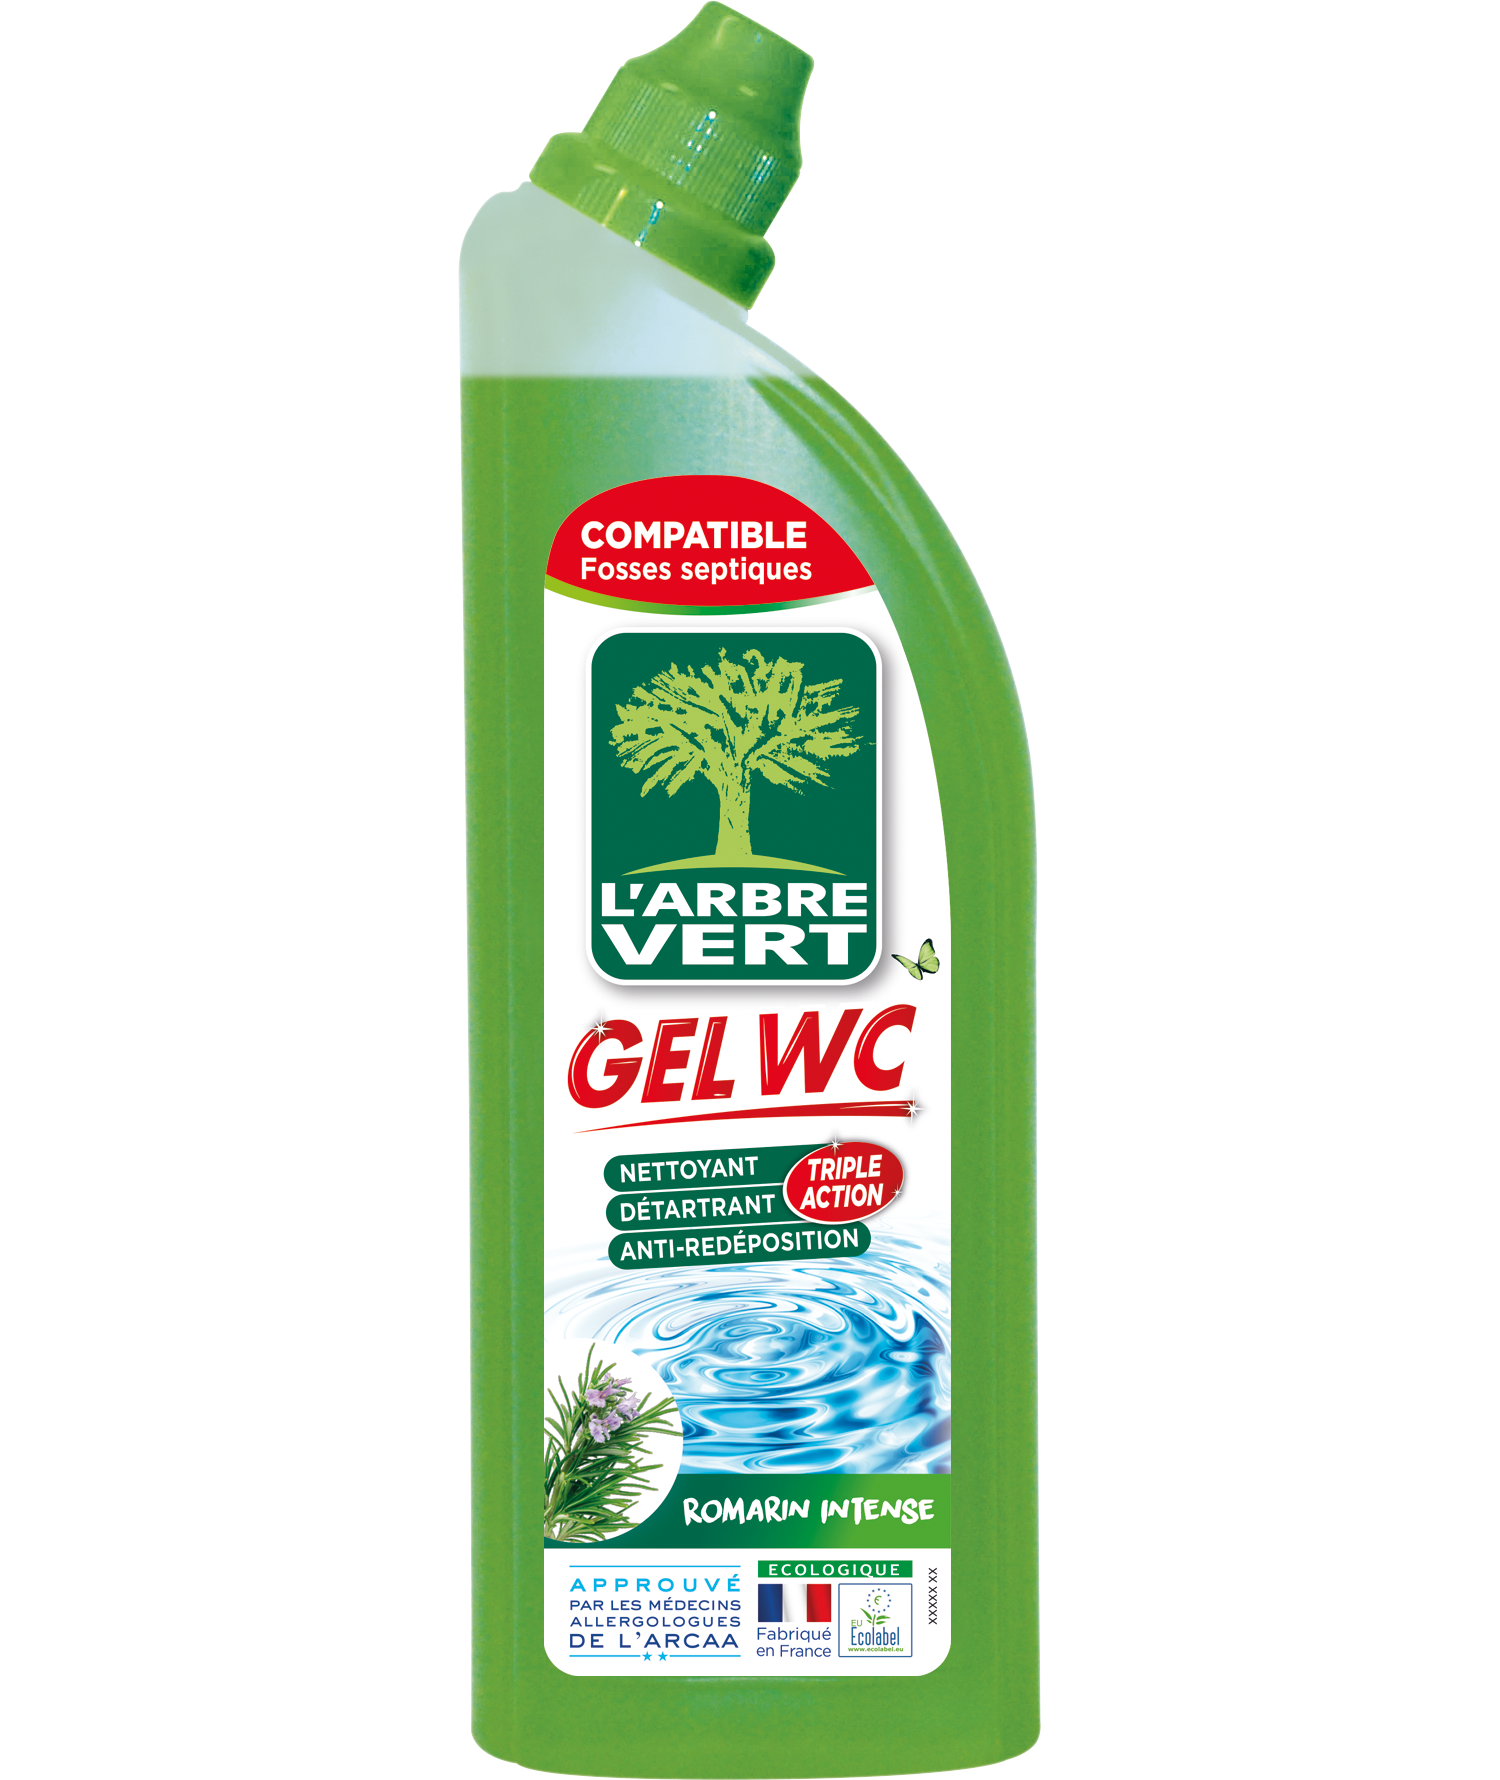 COMPATIBLE
Fosses septiques
L'ARBRE
VERT
GEL WC
NETTOYANT
DÉTARTRANT
ANTI-REDÉPOSITION
TRIPLE
ACTION
ROMARIN INTENSE
APPROUVÉ
PAR LES MÉDECINS
ALLERGOLOGUES
DE L'ARCAA
ECOLOGIQUE
Fabriqué
en France
EU
Ecolabel
www.ecolabel.eu
XXXXX XX